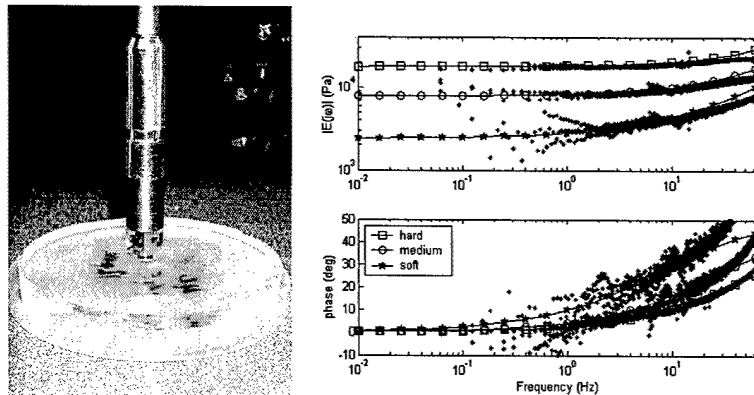 |E(jω)| (Pa)
10⁴
10³
10⁻² 10⁻¹ 10⁰ 10¹
phase (deg)
50
40
30
20
10
0
-10
hard
medium
soft
10⁻² 10⁻¹ 10⁰ 10¹
Frequency (Hz)